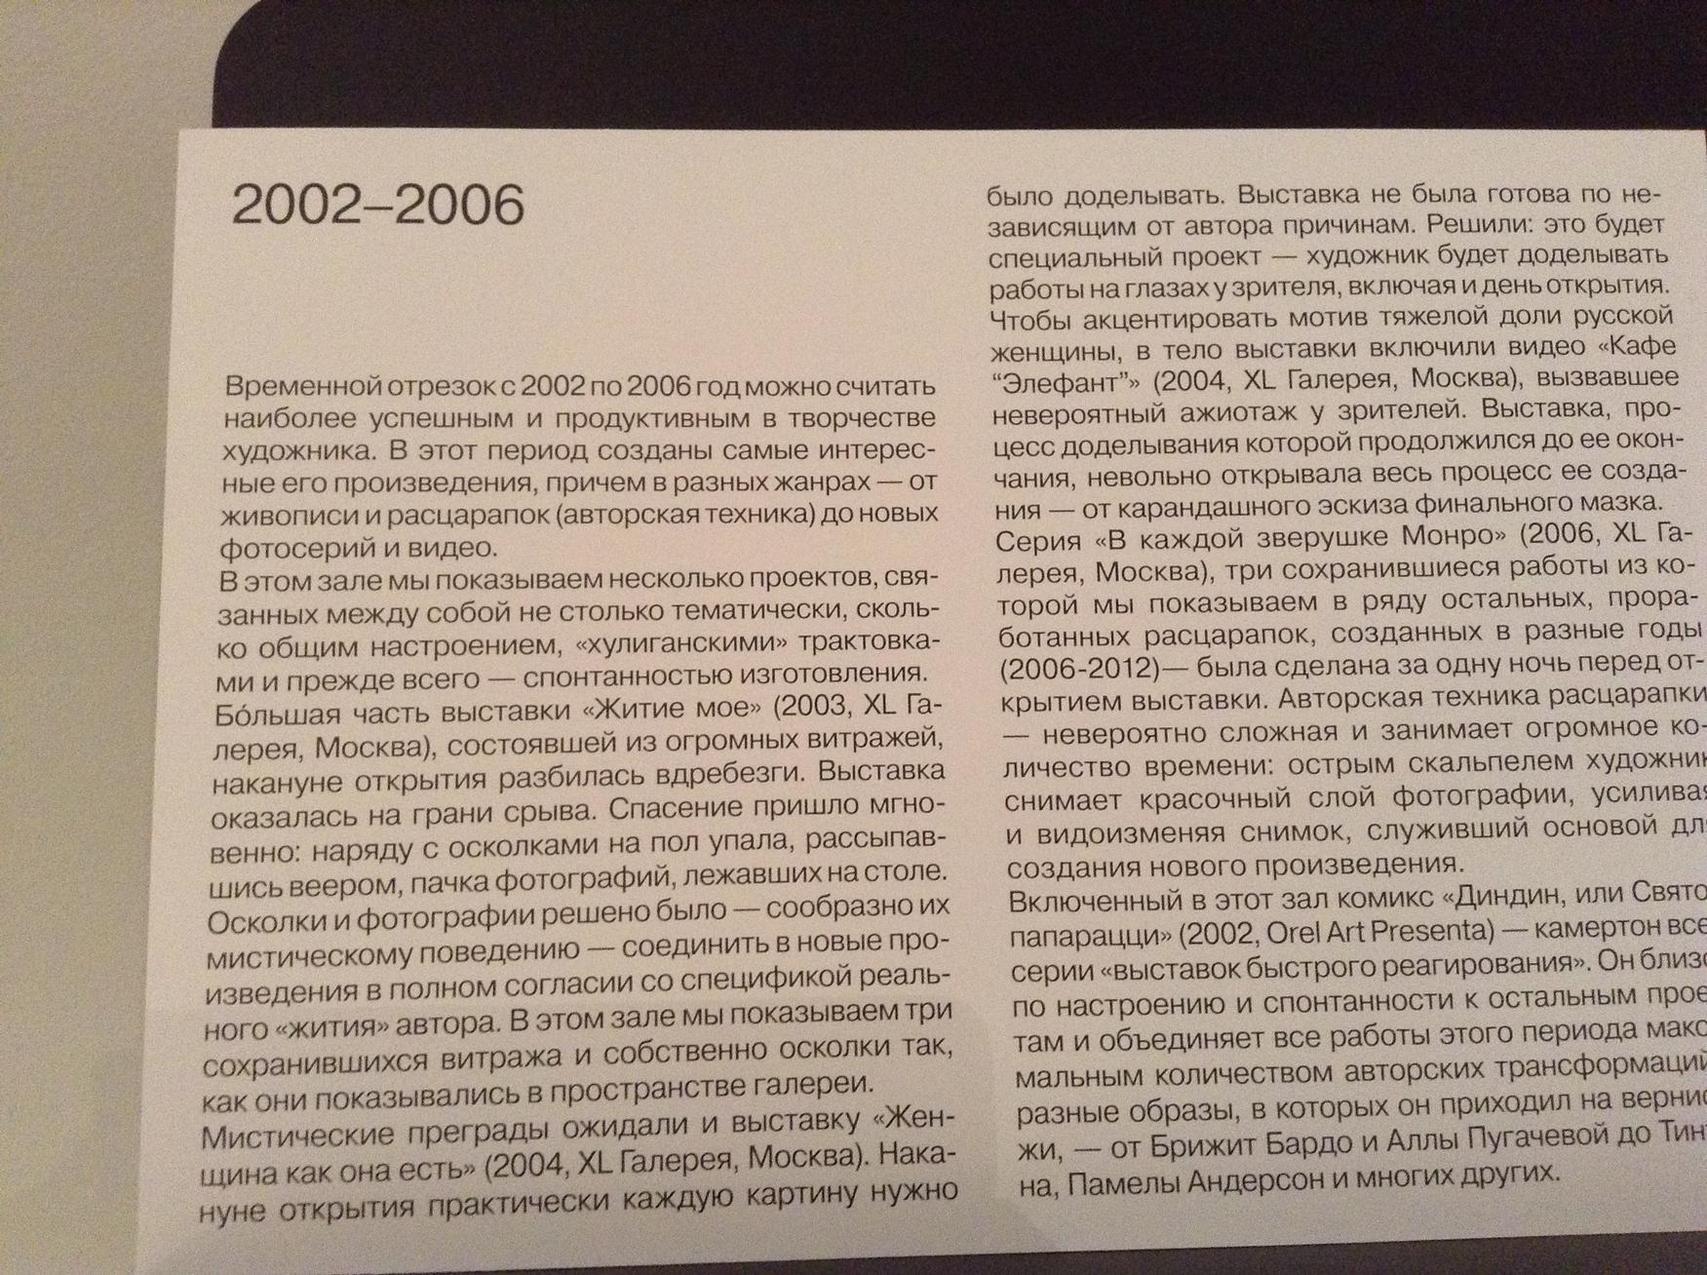 2002–2006
Временной отрезок с 2002 по 2006 год можно считать
наиболее успешным и продуктивным в творчестве
художника. В этот период созданы самые интерес-
ные его произведения, причем в разных жанрах — от
живописи и расцарапок (авторская техника) до новых
фотосерий и видео.
В этом зале мы показываем несколько проектов, свя-
занных между собой не столько тематически, сколь-
ко общим настроением, «хулиганскими» трактовка-
ми и прежде всего — спонтанностью изготовления.
Бóльшая часть выставки «Житие мое» (2003, XL Га-
лерея, Москва), состоявшей из огромных витражей,
накануне открытия разбилась вдребезги. Выставка
оказалась на грани срыва. Спасение пришло мгно-
венно: наряду с осколками на пол упала, рассыпав-
шись веером, пачка фотографий, лежавших на столе.
Осколки и фотографии решено было — сообразно их
мистическому поведению — соединить в новые про-
изведения в полном согласии со спецификой реаль-
ного «жития» автора. В этом зале мы показываем три
сохранившихся витража и собственно осколки так,
как они показывались в пространстве галереи.
Мистические преграды ожидали и выставку «Жен-
щина как она есть» (2004, XL Галерея, Москва). Нака-
нуне открытия практически каждую картину нужно
было доделывать. Выставка не была готова по не-
зависящим от автора причинам. Решили: это будет
специальный проект — художник будет доделывать
работы на глазах у зрителя, включая и день открытия.
Чтобы акцентировать мотив тяжелой доли русской
женщины, в тело выставки включили видео «Кафе
“Элефант”» (2004, XL Галерея, Москва), вызвавшее
невероятный ажиотаж у зрителей. Выставка, про-
цесс доделывания которой продолжился до ее окон-
чания, невольно открывала весь процесс ее созда-
ния — от карандашного эскиза финального мазка.
Серия «В каждой зверушке Монро» (2006, XL Га-
лерея, Москва), три сохранившиеся работы из ко-
торой мы показываем в ряду остальных, прора-
ботанных расцарапок, созданных в разные годы
(2006-2012)— была сделана за одну ночь перед от-
крытием выставки. Авторская техника расцарапки
— невероятно сложная и занимает огромное ко-
личество времени: острым скальпелем художник
снимает красочный слой фотографии, усиливая
и видоизменяя снимок, служивший основой для
создания нового произведения.
Включенный в этот зал комикс «Диндин, или Свято
папарацци» (2002, Orel Art Presenta) — камертон все
серии «выставок быстрого реагирования». Он близо
по настроению и спонтанности к остальным прое
там и объединяет все работы этого периода макс
мальным количеством авторских трансформаций
разные образы, в которых он приходил на верниса
жи, — от Брижит Бардо и Аллы Пугачевой до Тин
на, Памелы Андерсон и многих других.